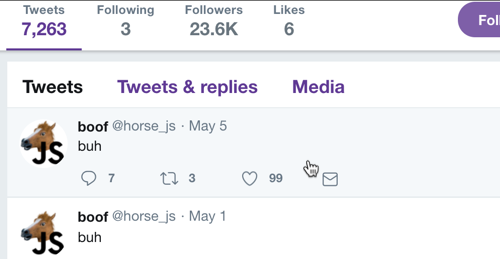 Tweets Following Followers Likes
7,263 3 23.6K 6 Fol
Tweets Tweets & replies Media
boof @horse_js · May 5
JS buh
7 3 99
boof @horse_js · May 1
JS buh